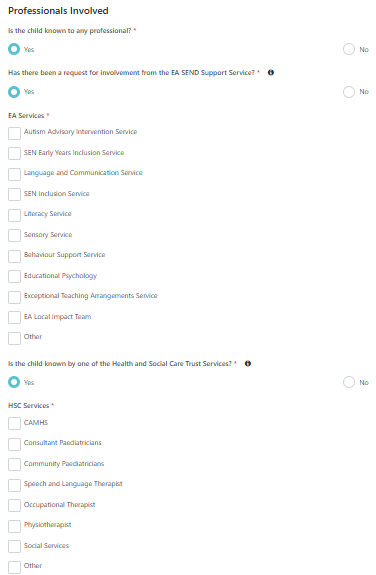 Professionals Involved
Is the child known to any professional? *
Yes No
Has there been a request for involvement from the EA SEND Support Service? *
Yes No
EA Services *
Autism Advisory Intervention Service
SEN Early Years Inclusion Service
Language and Communication Service
SEN Inclusion Service
Literacy Service
Sensory Service
Behaviour Support Service
Educational Psychology
Exceptional Teaching Arrangements Service
EA Local Impact Team
Other
Is the child known by one of the Health and Social Care Trust Services? *
Yes No
HSC Services *
CAMHS
Consultant Paediatricians
Community Paediatricians
Speech and Language Therapist
Occupational Therapist
Physiotherapist
Social Services
Other